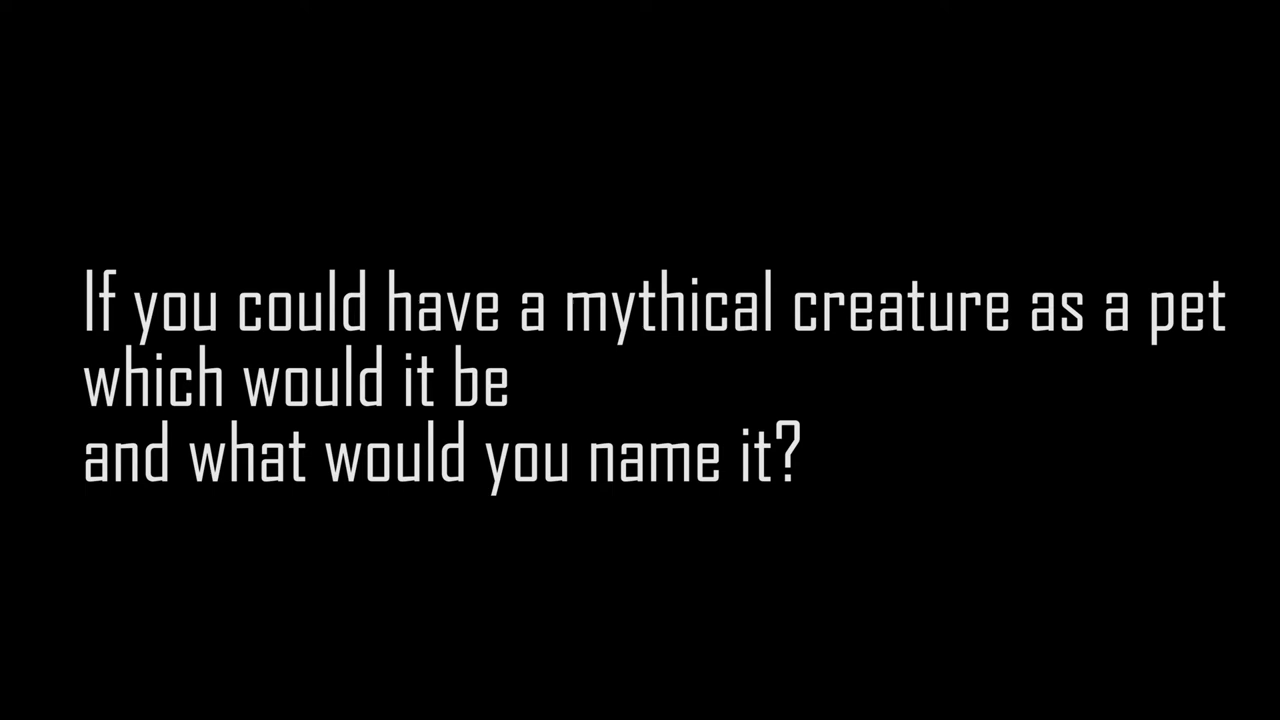 If you could have a mythical creature as a pet
which would it be
and what would you name it?